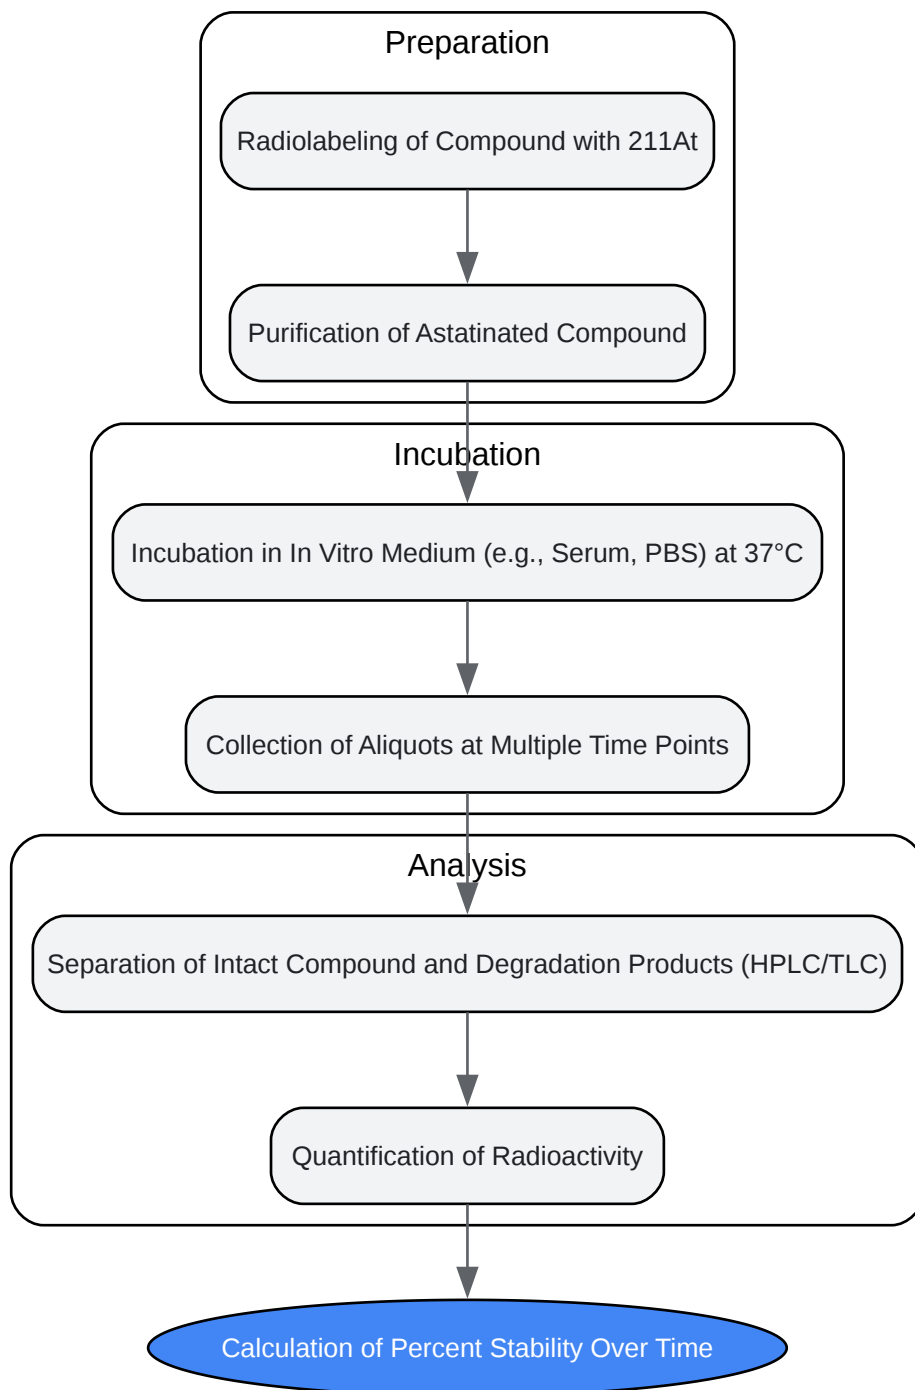 Preparation
Radiolabeling of Compound with 211At
Purification of Astatinated Compound
Incubation
Incubation in In Vitro Medium (e.g., Serum, PBS) at 37°C
Collection of Aliquots at Multiple Time Points
Analysis
Separation of Intact Compound and Degradation Products (HPLC/TLC)
Quantification of Radioactivity
Calculation of Percent Stability Over Time